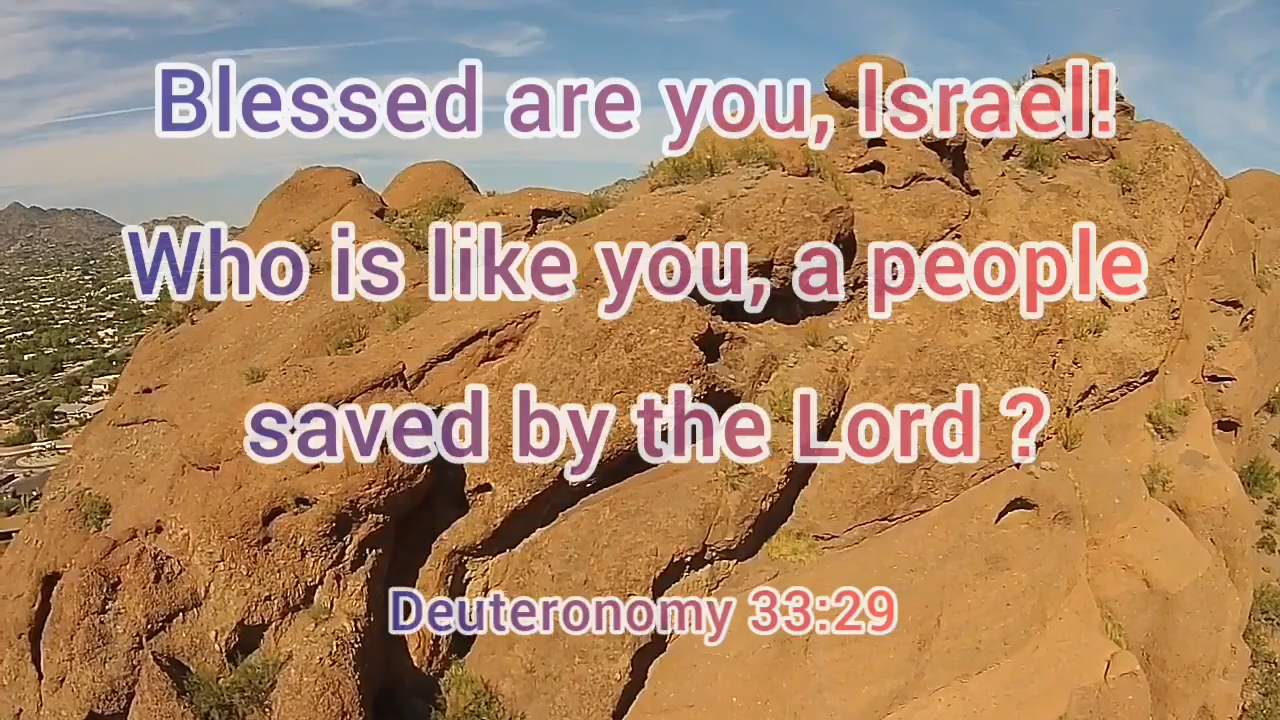 Blessed are you, Israel!
Who is like you, a people
saved by the Lord ?
Deuteronomy 33:29